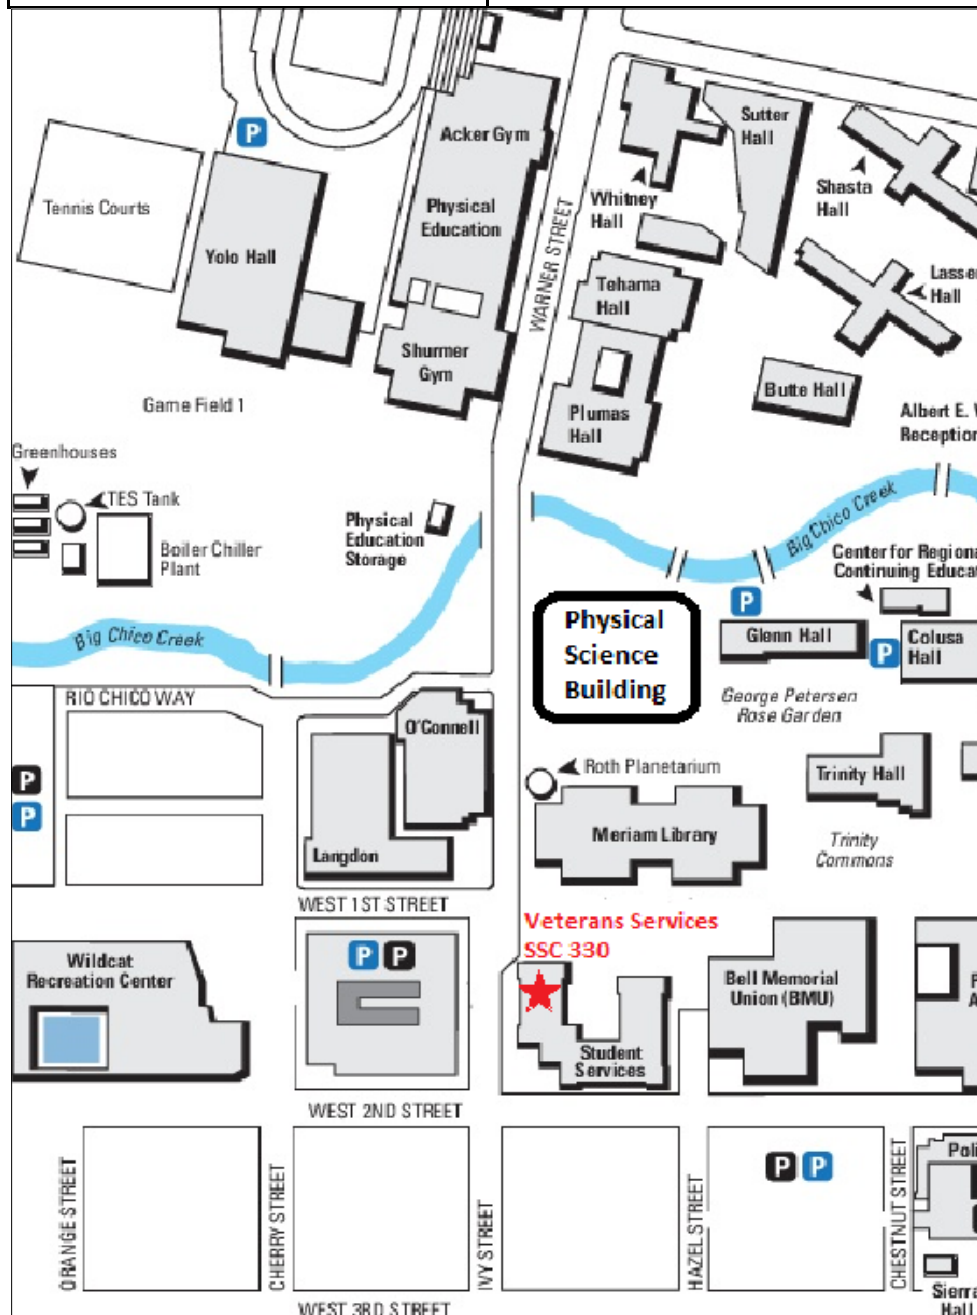 Acker Gym
Sutter
Hall
P
Shasta
Hall
Whitney
Hall
Tennis Courts
Physical
Education
Yolo Hall
WARNER STREET
Tehama
Hall
Hall
Shurmer
Gym
Butte Hall
Game Field 1
Plumas
Hall
Albert E.
Greenhouses
TES Tank
Big Chico Creek
Physical
Education
Storage
Boiler Chiller
Plant
Center for
P
Physical
Science
Building
Glenn Hall
P
Colusa
Hall
Big Chico Creek
RIO CHICO WAY
George Petersen
Rose Garden
O'Connell
P
P
Roth Planetarium
Trinity Hall
Meriam Library
Trinity
Commons
Langdon
WEST 1ST STREET
Veterans Services
SSC 330
P P
Wildcat
Recreation Center
Bell Memorial
Union (BMU)
Student
Services
WEST 2ND STREET
P P
ORANGE STREET
CHERRY STREET
IVY STREET
HAZEL STREET
CHESTNUT STREET
WEST 3RD STREET